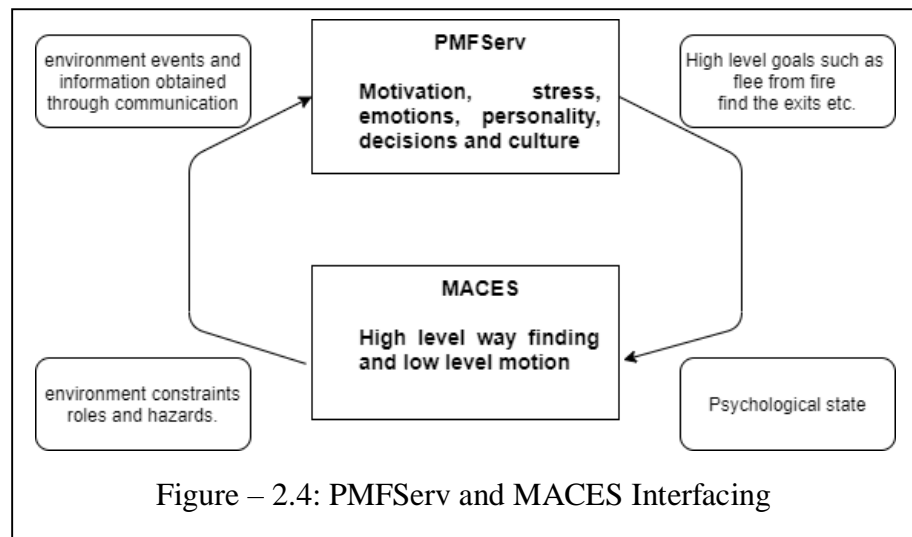 environment events and
information obtained
through communication
PMFServ
Motivation, stress,
emotions, personality,
decisions and culture
High level goals such as
flee from fire
find the exits etc.
MACES
High level way finding
and low level motion
environment constraints
roles and hazards.
Psychological state
Figure – 2.4: PMFServ and MACES Interfacing